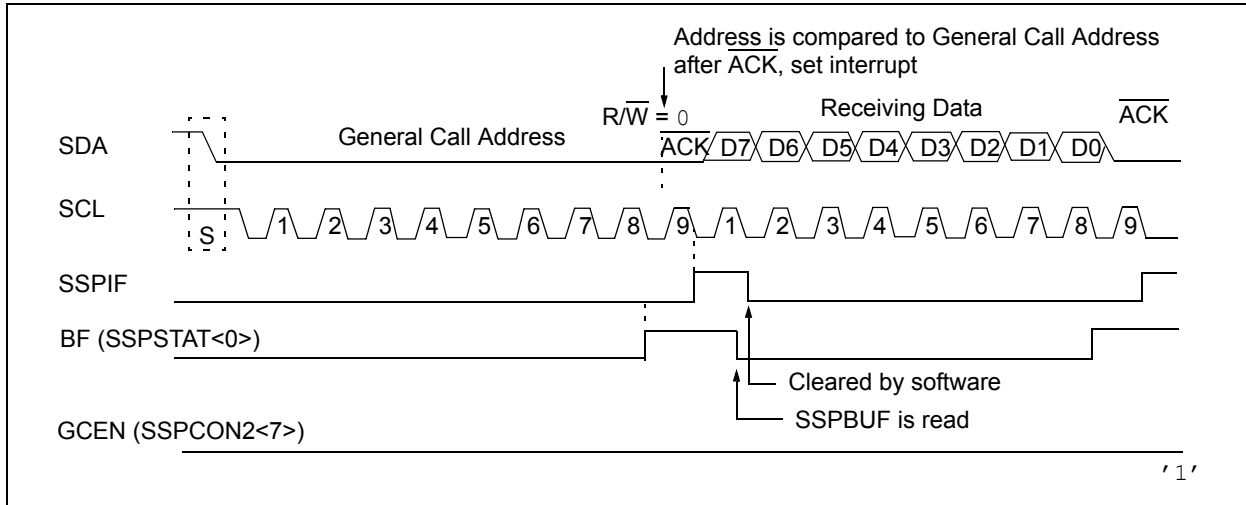 Address is compared to General Call Address
after A̅C̅K̅, set interrupt
R/W̅ = 0
Receiving Data
A̅C̅K̅
SDA
General Call Address
A̅C̅K̅ D7 D6 D5 D4 D3 D2 D1 D0
SCL
S
1 2 3 4 5 6 7 8 9 1 2 3 4 5 6 7 8 9
SSPIF
BF (SSPSTAT<0>)
Cleared by software
SSPBUF is read
GCEN (SSPCON2<7>)
'1'